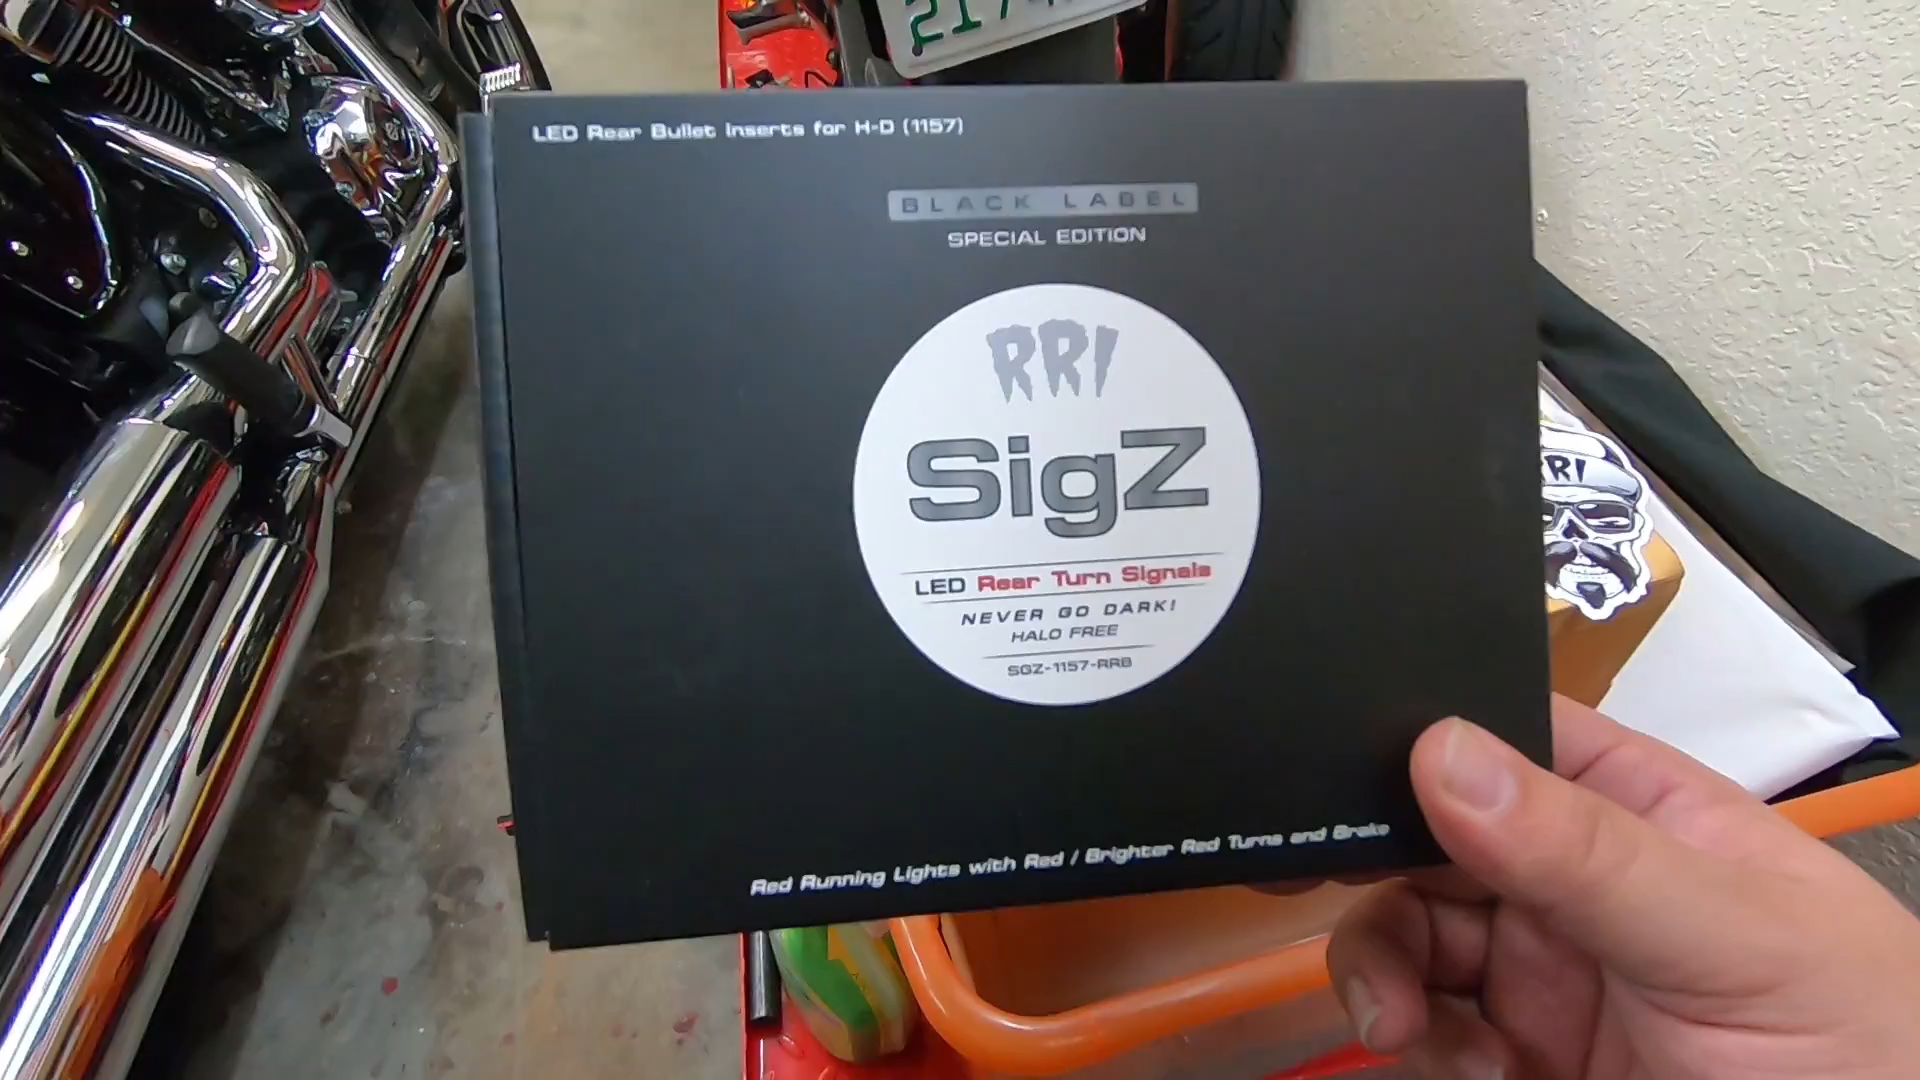 LED Rear Bullet Inserts for H-D (1157)
BLACK LABEL
SPECIAL EDITION
RRI
SigZ
LED Rear Turn Signals
NEVER GO DARK!
HALO FREE
SGZ-1157-RRB
Red Running Lights with Red / Brighter Red Turns and Brake
RRI